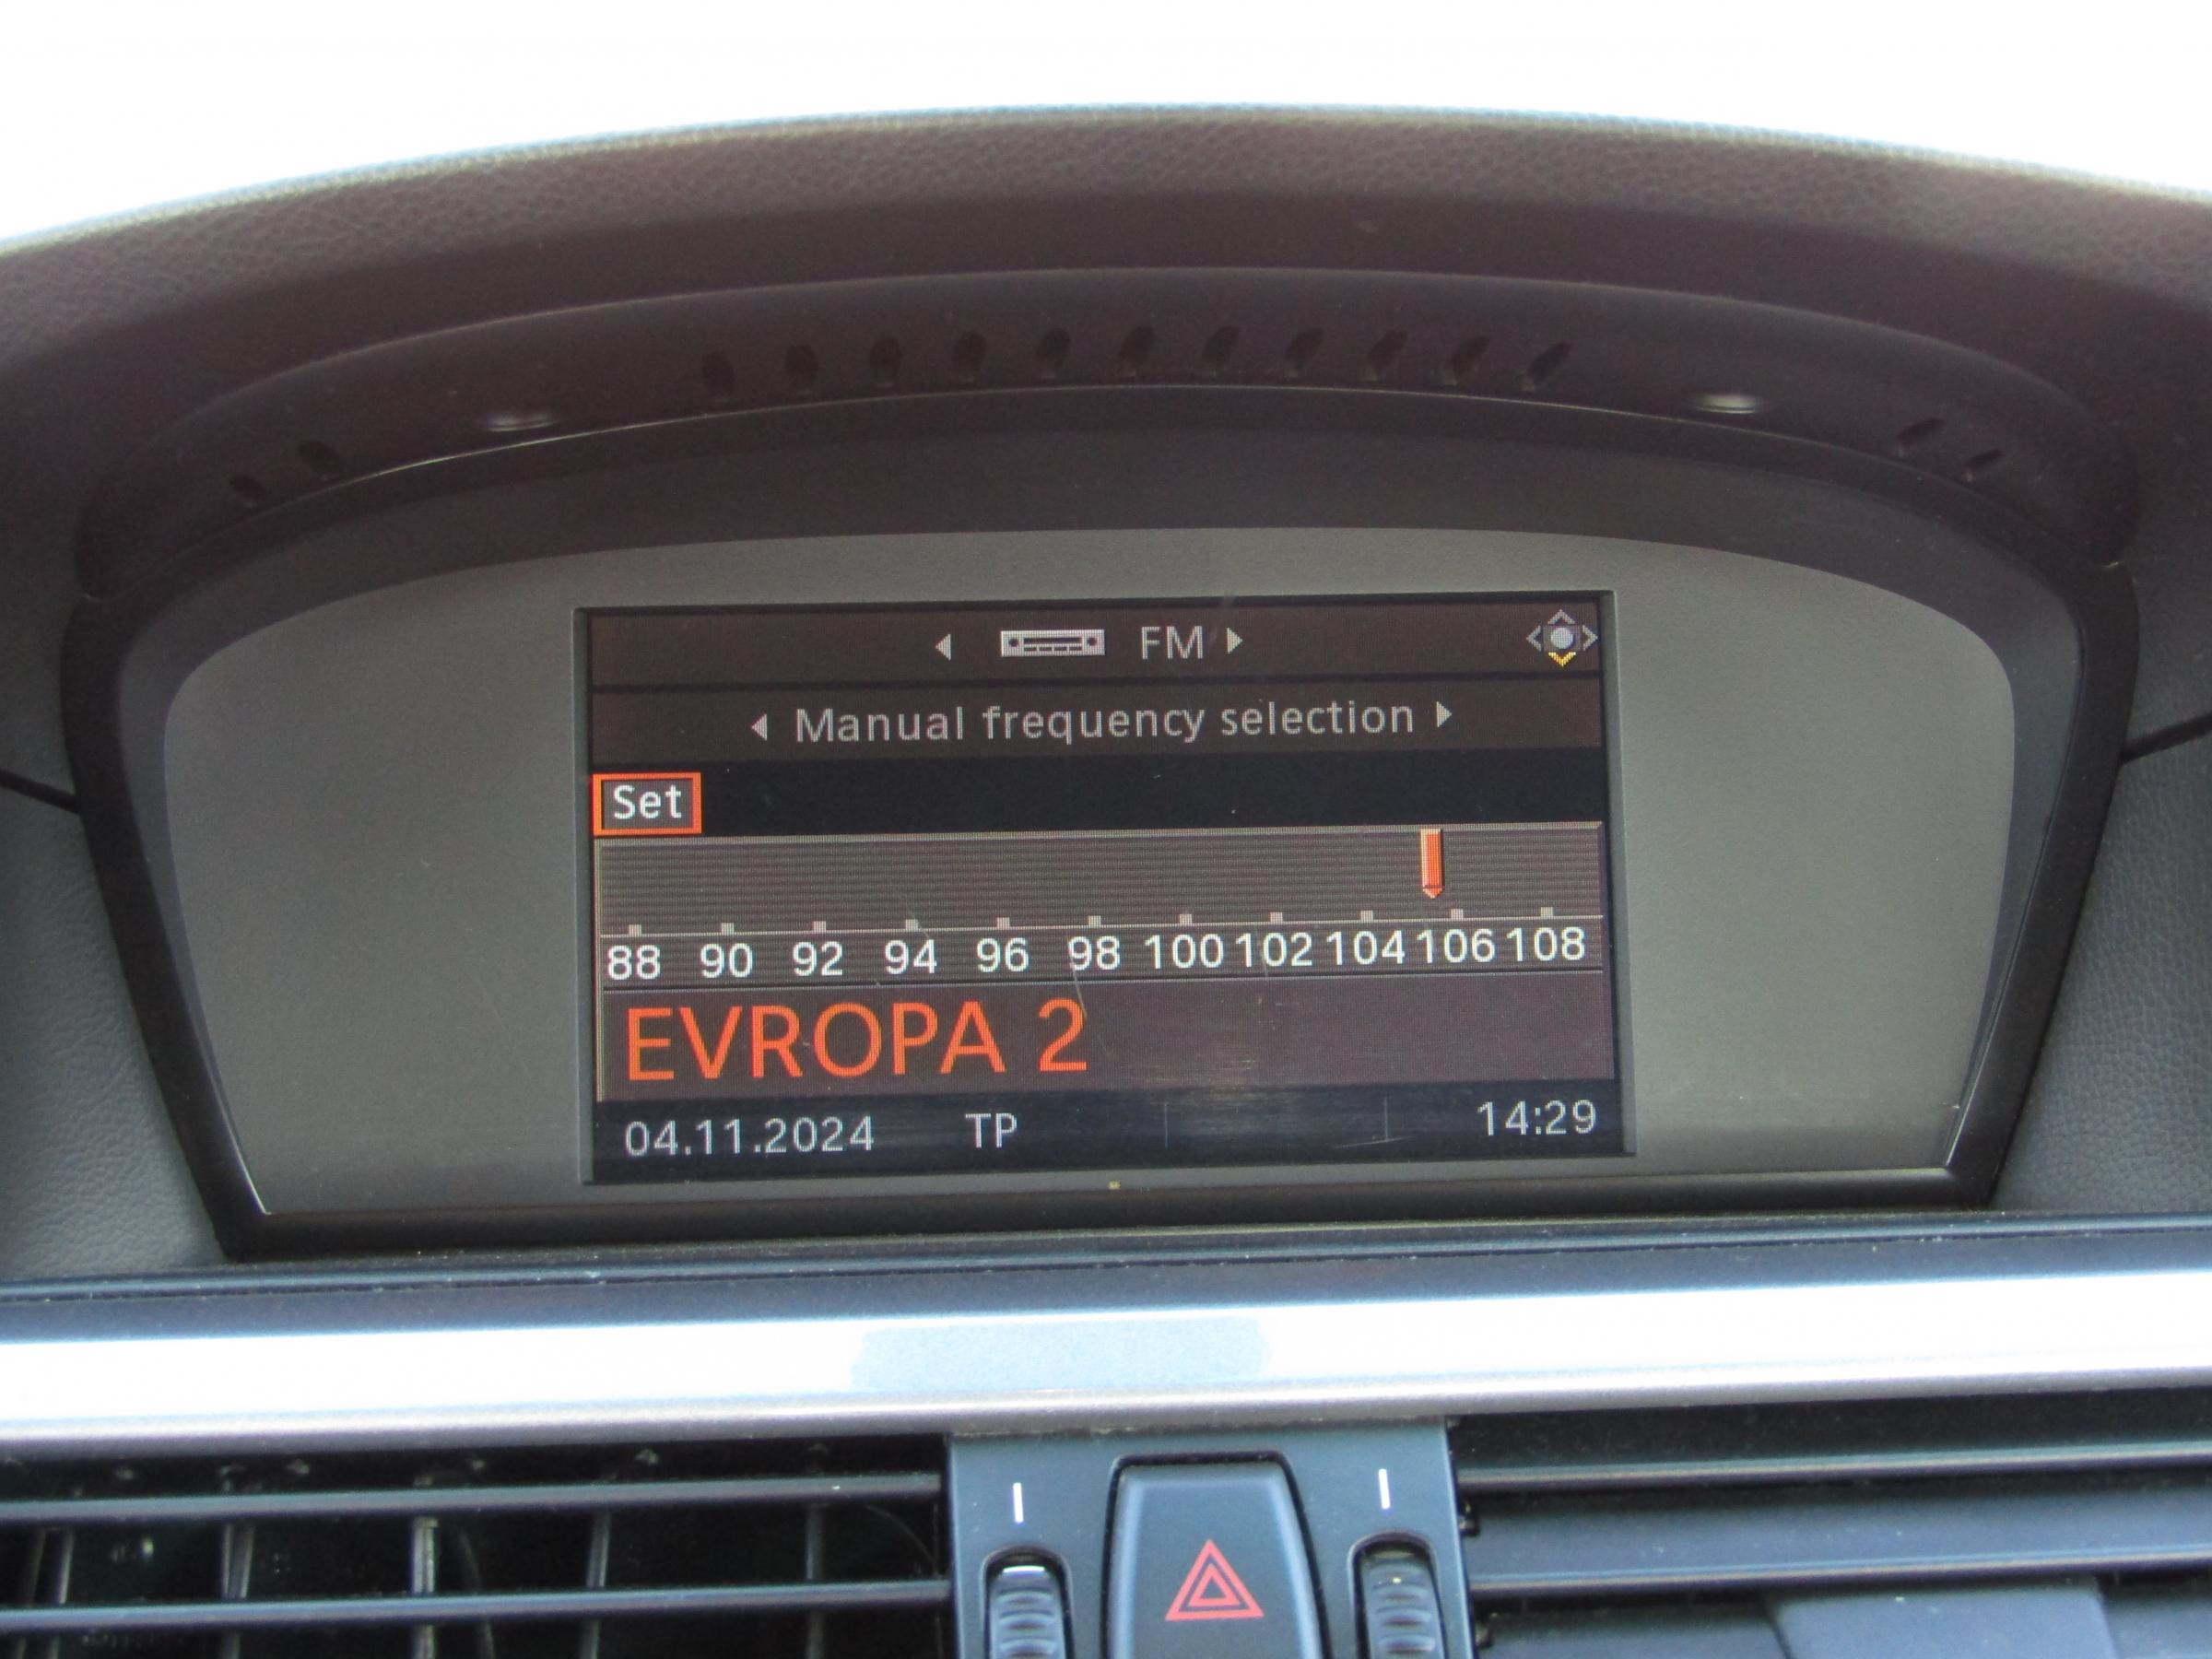 FM
Manual frequency selection
Set
88 90 92 94 96 98 100 102 104 106 108
EVROPA 2
04.11.2024 TP 14:29